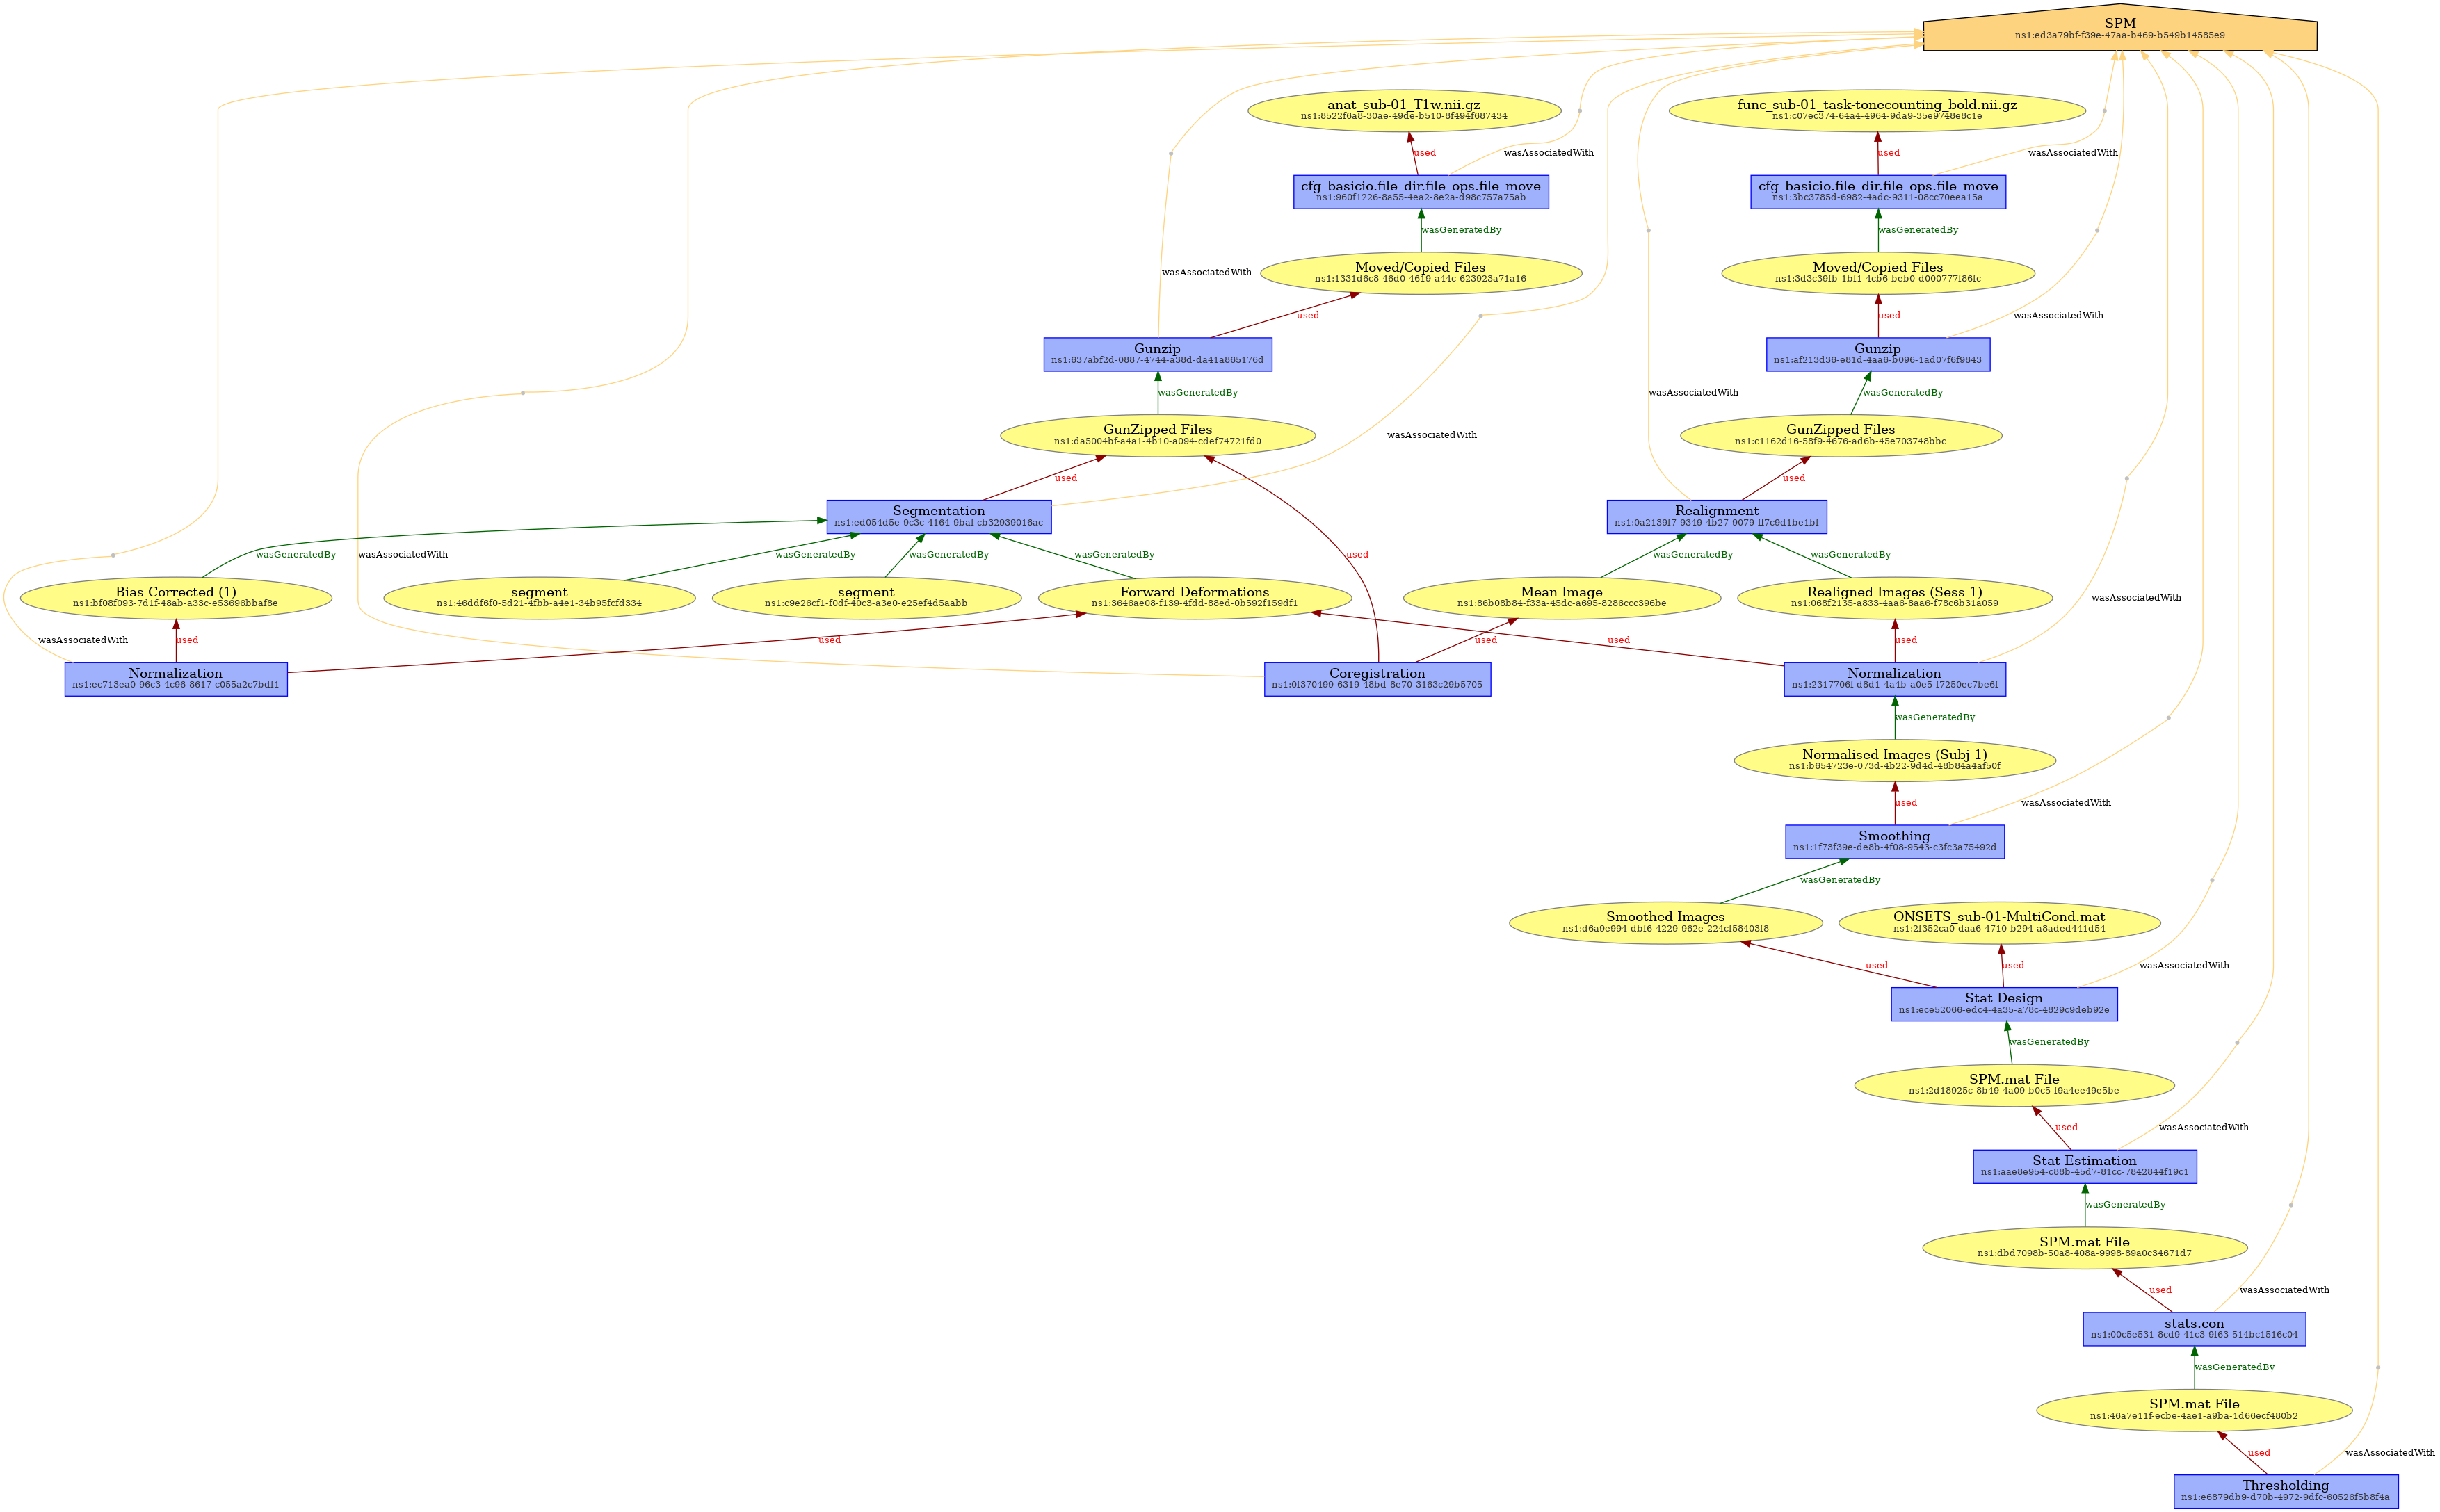 SPM
ns1:ed3a79bf-f39e-47aa-b469-b549b14585e9
anat_sub-01_T1w.nii.gz
ns1:8522f6a8-30ae-49de-b510-8f494f687434
func_sub-01_task-tonecounting_bold.nii.gz
ns1:c07ec374-64a4-4964-9da9-35e9748e8c1e
used
wasAssociatedWith
used
wasAssociatedWith
cfg_basicio.file_dir.file_ops.file_move
ns1:960f1226-8a55-4ea2-8e2a-d98c757a75ab
cfg_basicio.file_dir.file_ops.file_move
ns1:3bc3785d-6982-4adc-9311-08cc70eea15a
wasGeneratedBy
wasGeneratedBy
wasAssociatedWith
Moved/Copied Files
ns1:1331d6c8-46d0-4619-a44c-623923a71a16
Moved/Copied Files
ns1:3d3c39fb-1bf1-4cb6-beb0-d000777f86fc
used
used
wasAssociatedWith
Gunzip
ns1:637abf2d-0887-4744-a38d-da41a865176d
Gunzip
ns1:af213d36-e81d-4aa6-b096-1ad07f6f9843
wasGeneratedBy
wasAssociatedWith
wasGeneratedBy
GunZipped Files
ns1:da5004bf-a4a1-4b10-a094-cdef74721fd0
wasAssociatedWith
GunZipped Files
ns1:c1162d16-58f9-4676-ad6b-45e703748bbc
used
used
Segmentation
ns1:ed054d5e-9c3c-4164-9baf-cb32939016ac
Realignment
ns1:0a2139f7-9349-4b27-9079-ff7c9d1be1bf
wasGeneratedBy
wasAssociatedWith
wasGeneratedBy
wasGeneratedBy
wasGeneratedBy
used
wasGeneratedBy
wasGeneratedBy
Bias Corrected (1)
ns1:bf08f093-7d1f-48ab-a33c-e53696bbaf8e
segment
ns1:46ddf6f0-5d21-4fbb-a4e1-34b95fcfd334
segment
ns1:c9e26cf1-f0df-40c3-a3e0-e25ef4d5aabb
Forward Deformations
ns1:3646ae08-f139-4fdd-88ed-0b592f159df1
Mean Image
ns1:86b08b84-f33a-45dc-a695-8286ccc396be
Realigned Images (Sess 1)
ns1:068f2135-a833-4aa6-8aa6-f78c6b31a059
wasAssociatedWith
wasAssociatedWith
used
used
used
used
used
Normalization
ns1:ec713ea0-96c3-4c96-8617-c055a2c7bdf1
Coregistration
ns1:0f370499-6319-48bd-8e70-3163c29b5705
Normalization
ns1:2317706f-d8d1-4a4b-a0e5-f7250ec7be6f
wasGeneratedBy
Normalised Images (Subj 1)
ns1:b654723e-073d-4b22-9d4d-48b84a4af50f
used
wasAssociatedWith
Smoothing
ns1:1f73f39e-de8b-4f08-9543-c3fc3a75492d
wasGeneratedBy
Smoothed Images
ns1:d6a9e994-dbf6-4229-962e-224cf58403f8
ONSETS_sub-01-MultiCond.mat
ns1:2f352ca0-daa6-4710-b294-a8aded441d54
used
used
wasAssociatedWith
Stat Design
ns1:ece52066-edc4-4a35-a78c-4829c9deb92e
wasGeneratedBy
SPM.mat File
ns1:2d18925c-8b49-4a09-b0c5-f9a4ee49e5be
used
wasAssociatedWith
Stat Estimation
ns1:aae8e954-c88b-45d7-81cc-7842844f19c1
wasGeneratedBy
SPM.mat File
ns1:dbd7098b-50a8-408a-9998-89a0c34671d7
used
wasAssociatedWith
stats.con
ns1:00c5e531-8cd9-41c3-9f63-514bc1516c04
wasGeneratedBy
SPM.mat File
ns1:46a7e11f-ecbe-4ae1-a9ba-1d66ecf480b2
used
wasAssociatedWith
Thresholding
ns1:e6879db9-d70b-4972-9dfc-60526f5b8f4a